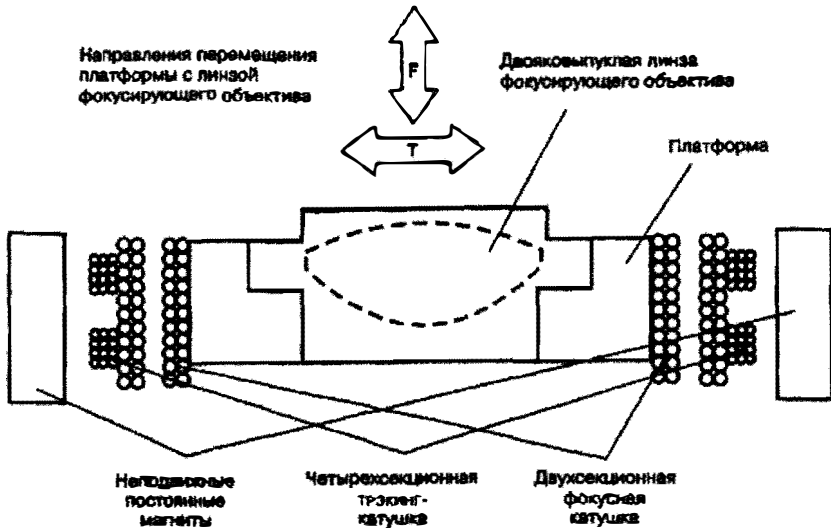 Направления перемещения
платформы с линзой
фокусирующего объектива
F
T
Двояковыпуклая линза
фокусирующего объектива
Платформа
Неподвижные
постоянные
магниты
Четырехсекционная
трэкинг-
катушка
Двухсекционная
фокусная
катушка